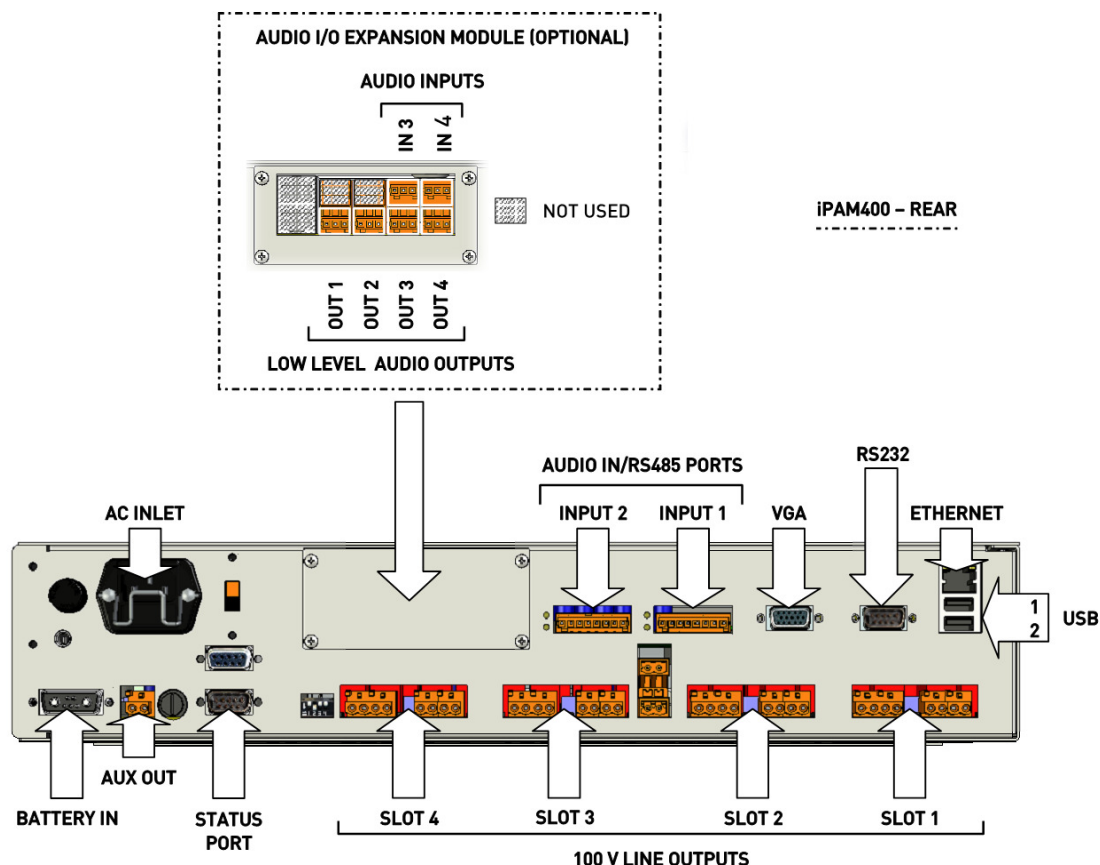 AUDIO I/O EXPANSION MODULE (OPTIONAL)
AUDIO INPUTS
IN 3
IN 4
NOT USED
iPAM400 – REAR
OUT 1
OUT 2
OUT 3
OUT 4
LOW LEVEL AUDIO OUTPUTS
AUDIO IN/RS485 PORTS
RS232
AC INLET
INPUT 2
INPUT 1
VGA
ETHERNET
1
2
USB
AUX OUT
BATTERY IN
STATUS
PORT
SLOT 4
SLOT 3
SLOT 2
SLOT 1
100 V LINE OUTPUTS